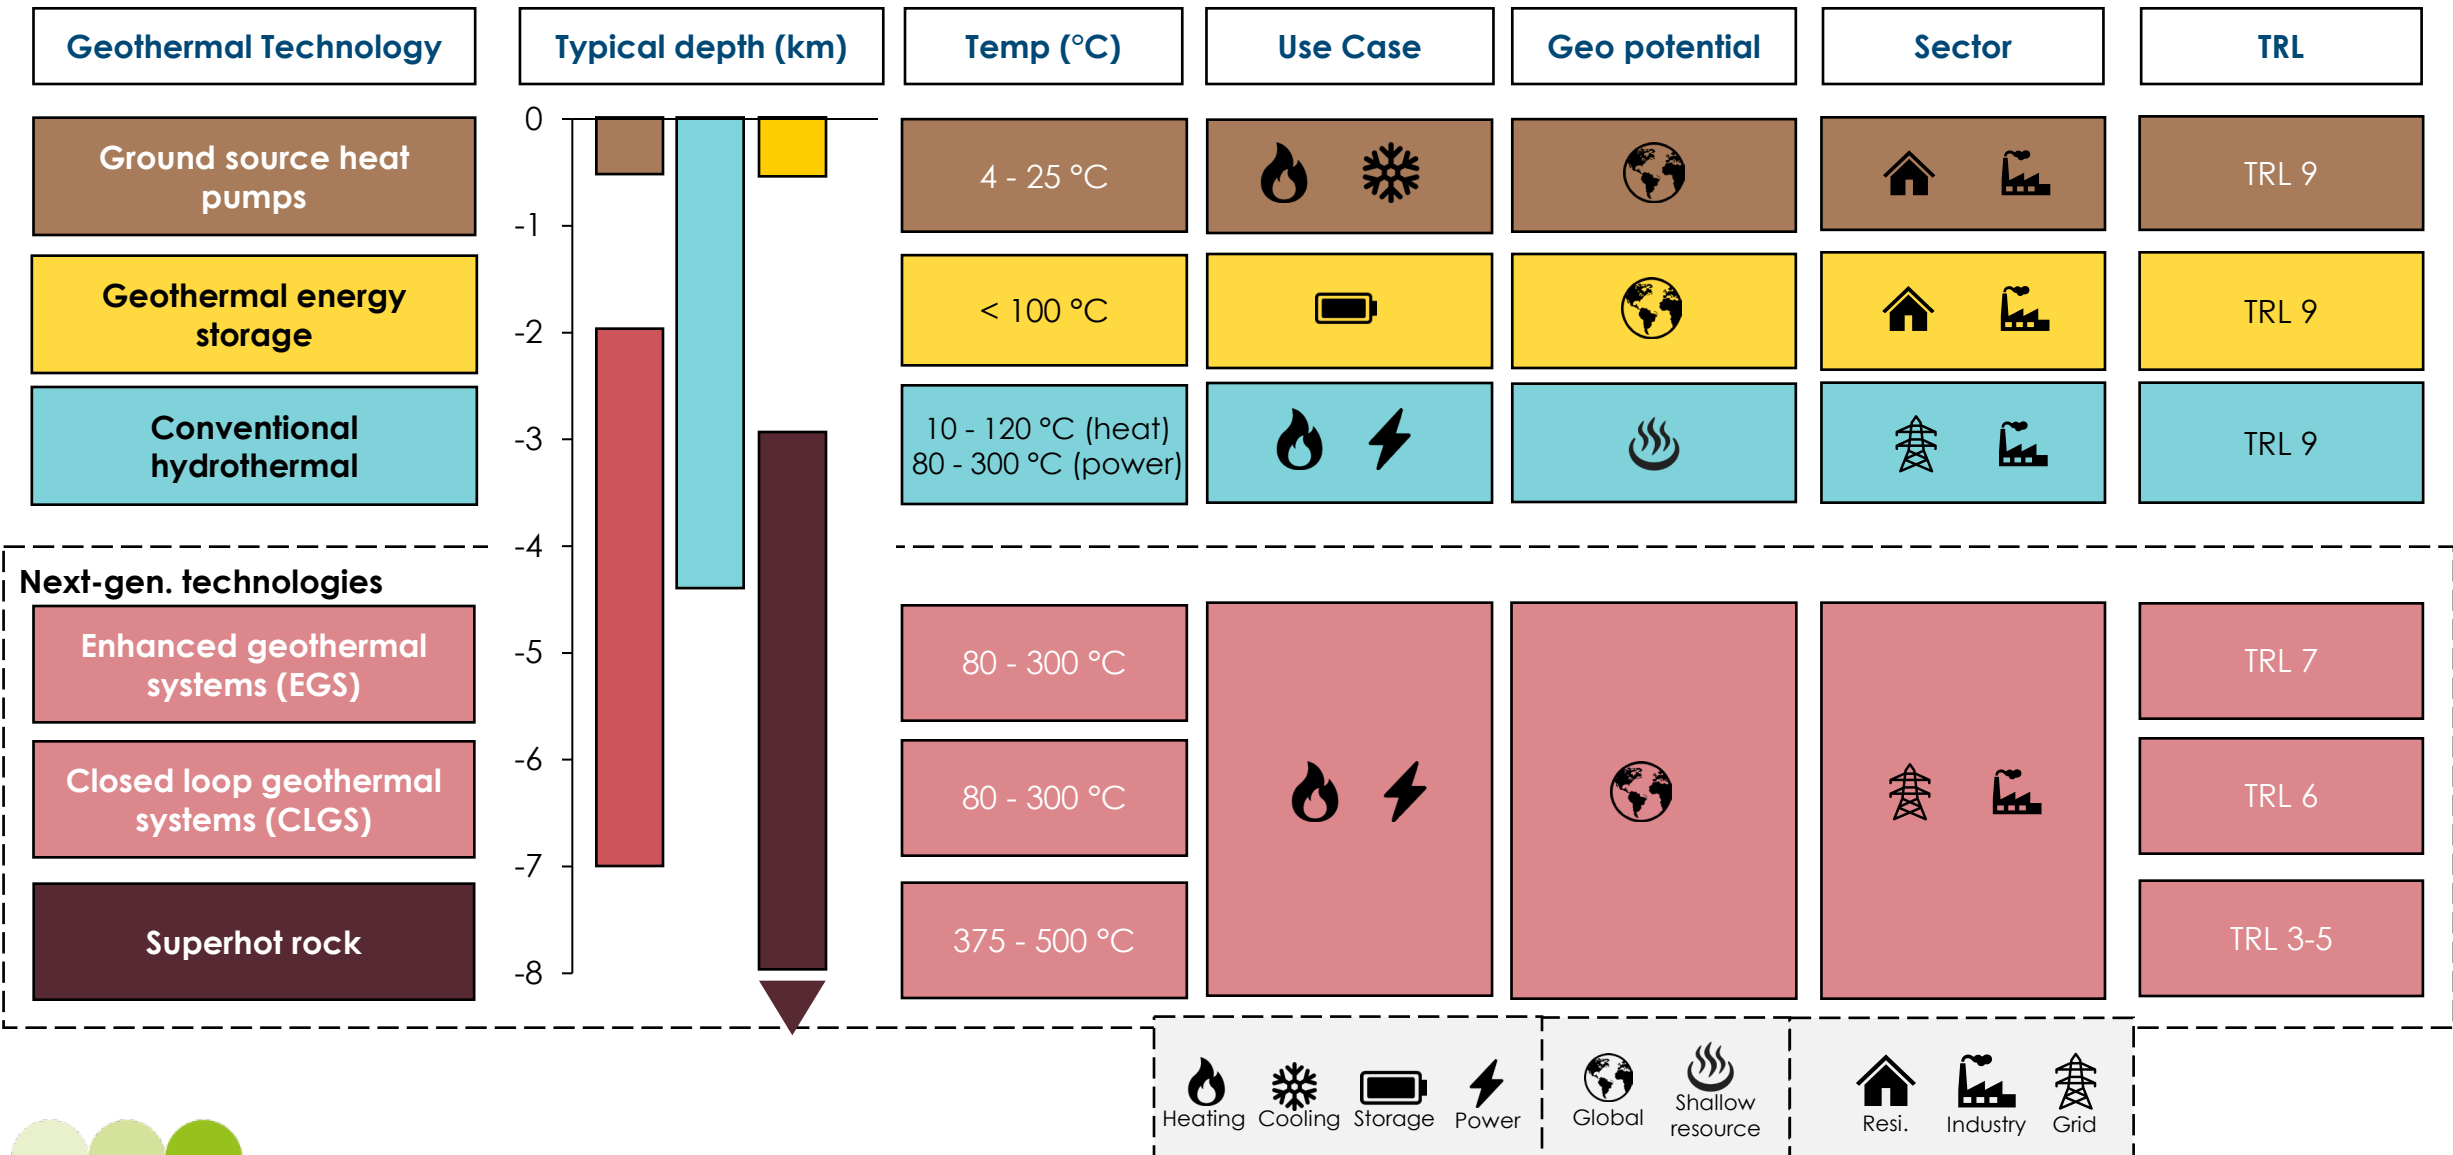 Geothermal Technology
Typical depth (km)
Temp (°C)
Use Case
Geo potential
Sector
TRL
Ground source heat
pumps
4 - 25 °C
TRL 9
Geothermal energy
storage
< 100 °C
TRL 9
Conventional
hydrothermal
10 - 120 °C (heat)
80 - 300 °C (power)
TRL 9
0
-1
-2
-3
-4
-5
-6
-7
-8
Next-gen. technologies
Enhanced geothermal
systems (EGS)
80 - 300 °C
TRL 7
Closed loop geothermal
systems (CLGS)
80 - 300 °C
TRL 6
Superhot rock
375 - 500 °C
TRL 3-5
Heating
Cooling
Storage
Power
Global
Shallow
resource
Resi.
Industry
Grid